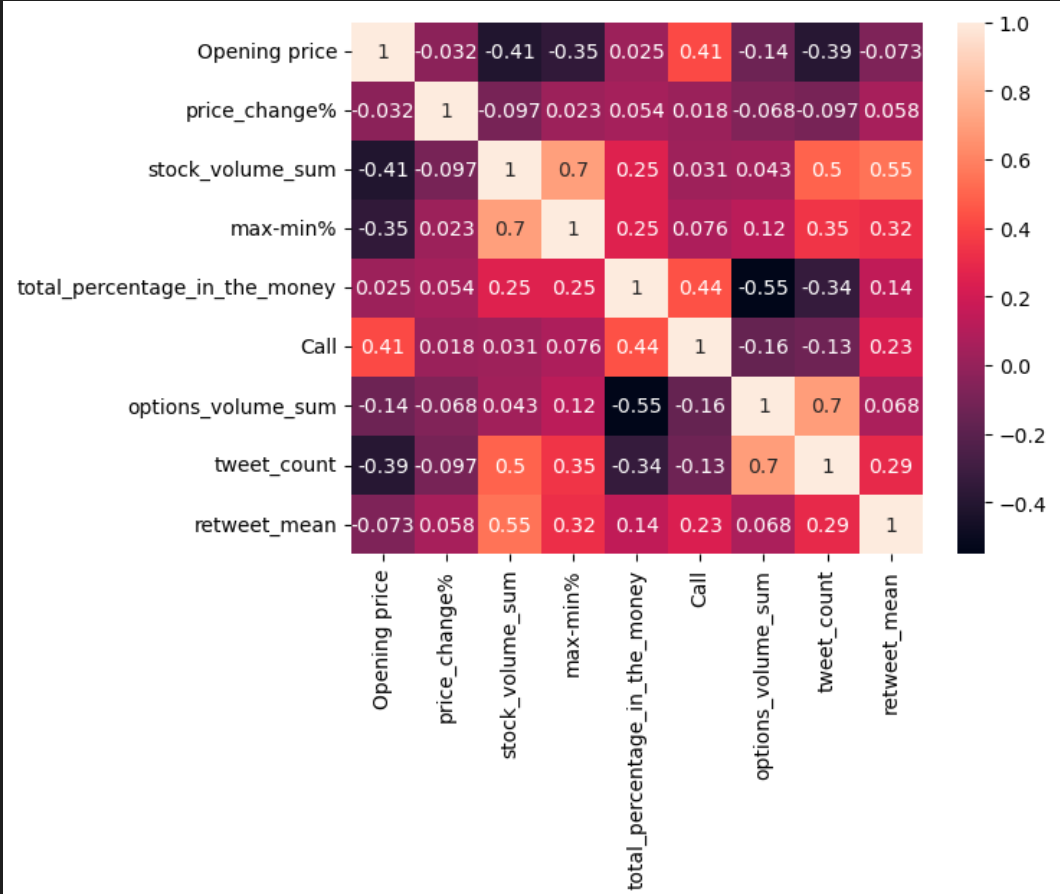 Opening price 1 -0.032 -0.41 -0.35 0.025 0.41 -0.14 -0.39 -0.073
price_change% -0.032 1 -0.097 0.023 0.054 0.018 -0.068 -0.097 0.058
stock_volume_sum -0.41 -0.097 1 0.7 0.25 0.031 0.043 0.5 0.55
max-min% -0.35 0.023 0.7 1 0.25 0.076 0.12 0.35 0.32
total_percentage_in_the_money 0.025 0.054 0.25 0.25 1 0.44 -0.55 -0.34 0.14
Call 0.41 0.018 0.031 0.076 0.44 1 -0.16 -0.13 0.23
options_volume_sum -0.14 -0.068 0.043 0.12 -0.55 -0.16 1 0.7 0.068
tweet_count -0.39 -0.097 0.5 0.35 -0.34 -0.13 0.7 1 0.29
retweet_mean -0.073 0.058 0.55 0.32 0.14 0.23 0.068 0.29 1
Opening price
price_change%
stock_volume_sum
max-min%
total_percentage_in_the_money
Call
options_volume_sum
tweet_count
retweet_mean
1.0
0.8
0.6
0.4
0.2
0.0
−0.2
−0.4